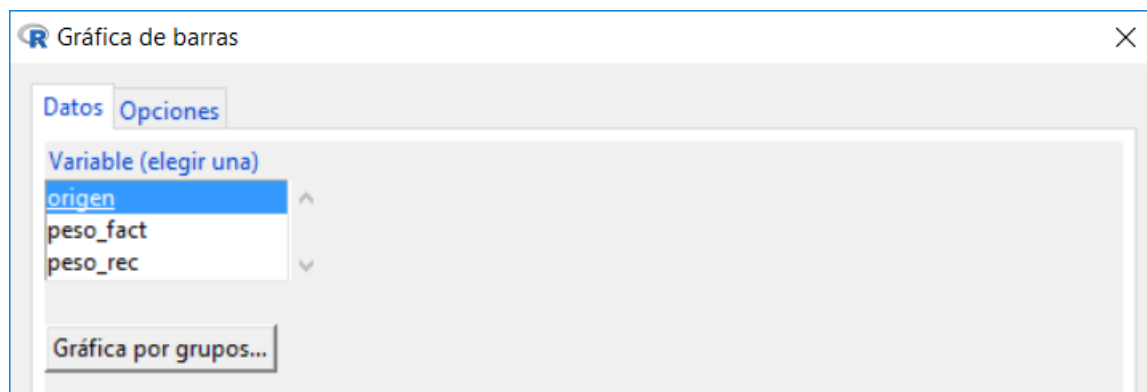 R Gráfica de barras
Datos Opciones
Variable (elegir una)
origen
peso_fact
peso_rec
Gráfica por grupos...